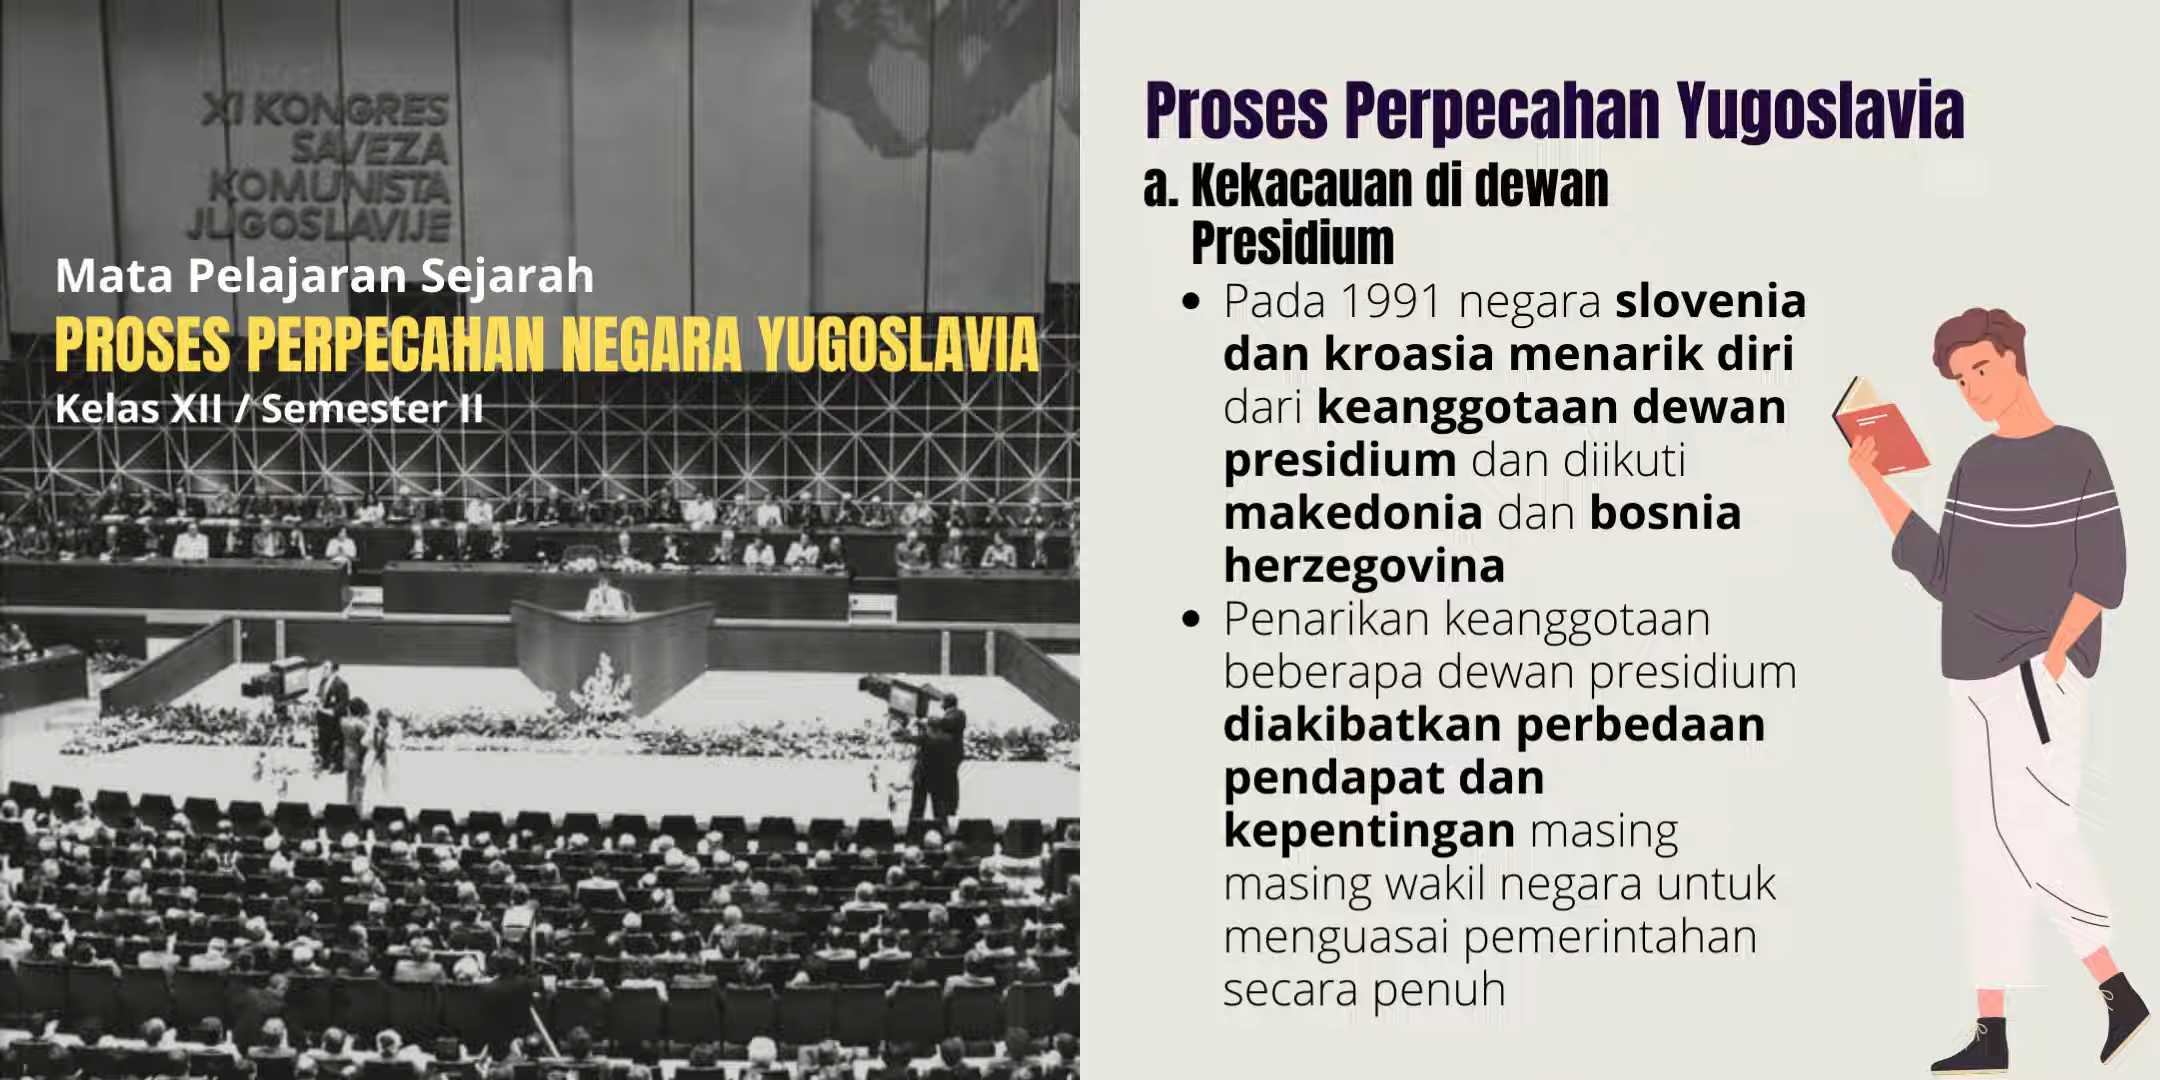 XI KONGRES
SAVEZA
KOMUNISTA
JUGOSLAVIJE
Mata Pelajaran Sejarah
PROSES PERPECAHAN NEGARA YUGOSLAVIA
Kelas XII / Semester II
Proses Perpecahan Yugoslavia
a. Kekacauan di dewan
Presidium
• Pada 1991 negara slovenia
dan kroasia menarik diri
dari keanggotaan dewan
presidium dan diikuti
makedonia dan bosnia
herzegovina
• Penarikan keanggotaan
beberapa dewan presidium
diakibatkan perbedaan
pendapat dan
kepentingan masing
masing wakil negara untuk
menguasai pemerintahan
secara penuh